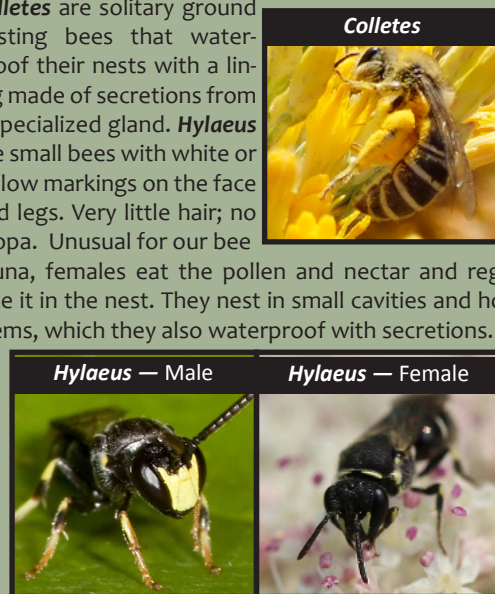 lletes are solitary ground
sting bees that water-
oof their nests with a lin-
g made of secretions from
pecialized gland. Hylaeus
e small bees with white or
low markings on the face
d legs. Very little hair; no
opa. Unusual for our bee
una, females eat the pollen and nectar and reg
e it in the nest. They nest in small cavities and ho
ems, which they also waterproof with secretions.
Colletes
Hylaeus — Male
Hylaeus — Female